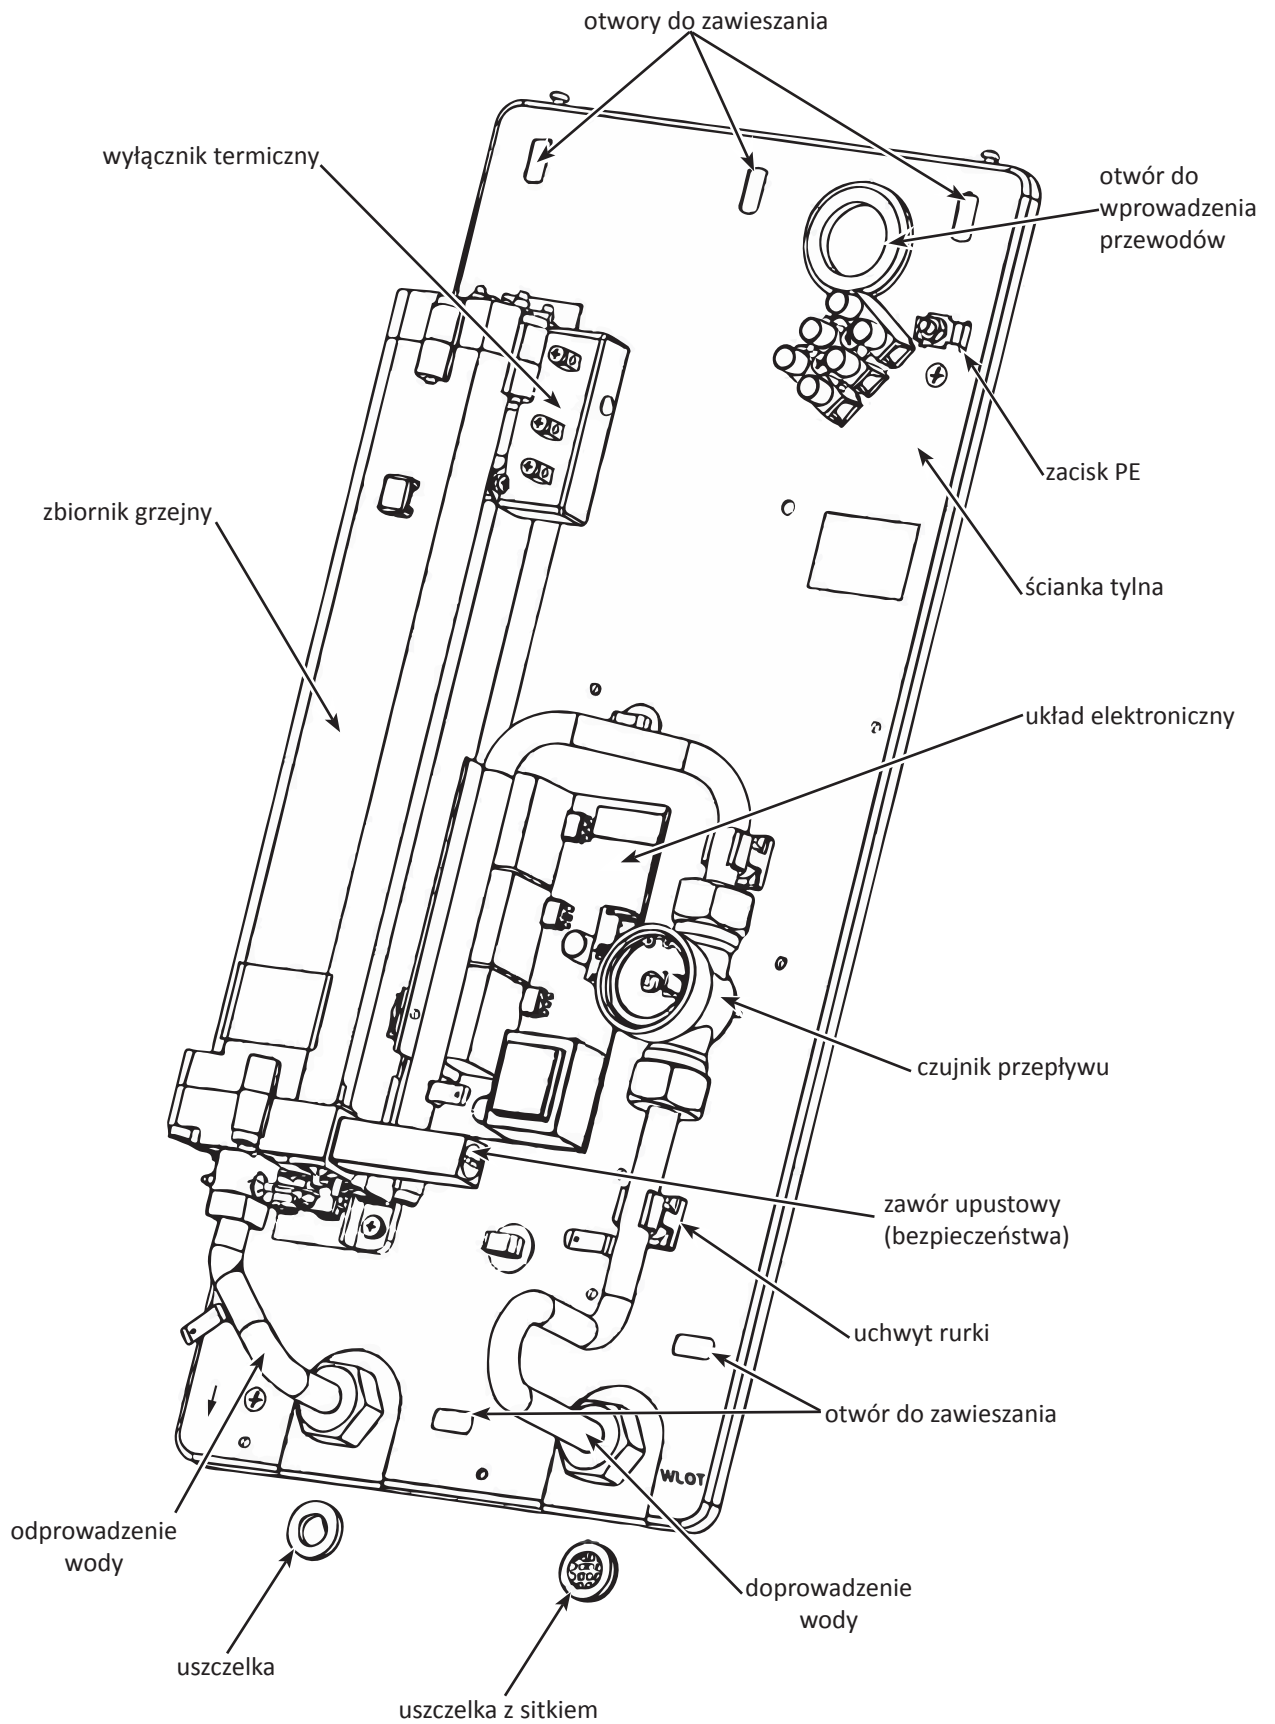 otwory do zawieszania
wyłącznik termiczny
otwór do
wprowadzenia
przewodów
zacisk PE
zbiornik grzejny
ścianka tylna
układ elektroniczny
czujnik przepływu
zawór upustowy
(bezpieczeństwa)
uchwyt rurki
otwór do zawieszania
WLOT
odprowadzenie
wody
doprowadzenie
wody
uszczelka
uszczelka z sitkiem